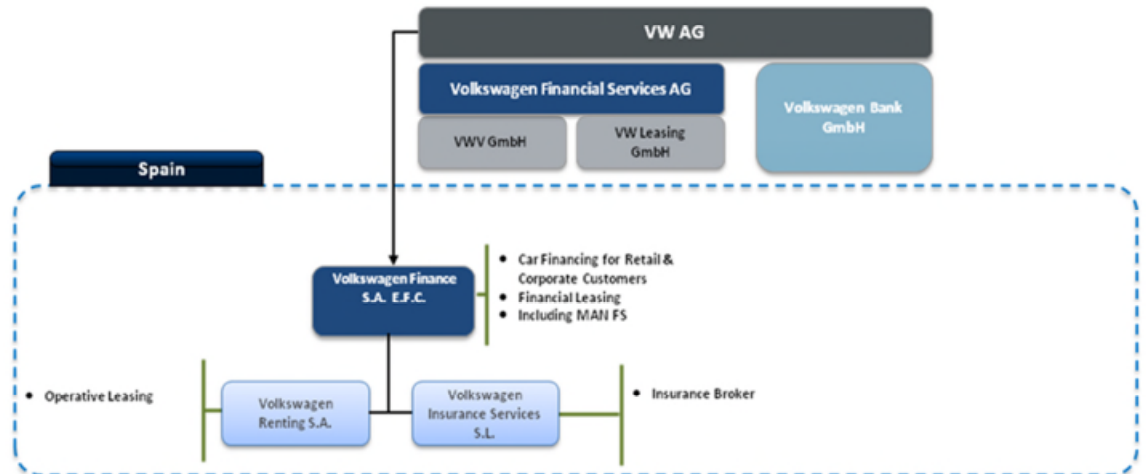 VW AG
Volkswagen Financial Services AG
Volkswagen Bank
GmbH
VWV GmbH
VW Leasing
GmbH
Spain
Volkswagen Finance
S.A. E.F.C.
• Car Financing for Retail &
Corporate Customers
• Financial Leasing
• Including MAN FS
• Operative Leasing
Volkswagen
Renting S.A.
Volkswagen
Insurance Services
S.L.
• Insurance Broker